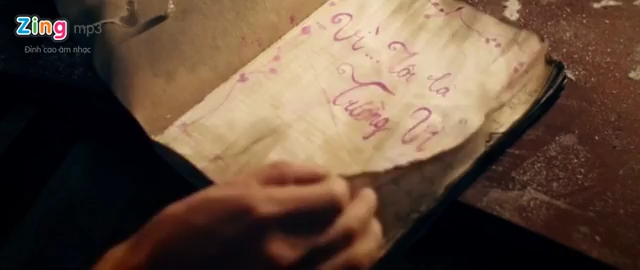 Zing mp3
Đỉnh cao âm nhạc
Vì... Tôi là
Tường Vi